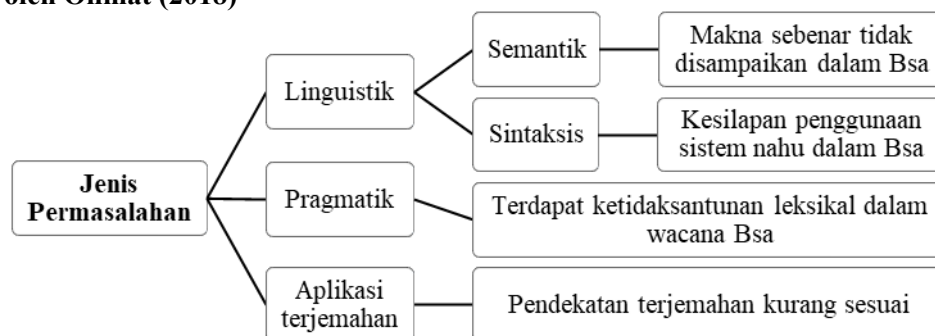 Semantik
Makna sebenar tidak
disampaikan dalam Bsa
Linguistik
Sintaksis
Kesilapan penggunaan
sistem nahu dalam Bsa
Jenis
Permasalahan
Pragmatik
Terdapat ketidaksantunan leksikal dalam
wacana Bsa
Aplikasi
terjemahan
Pendekatan terjemahan kurang sesuai